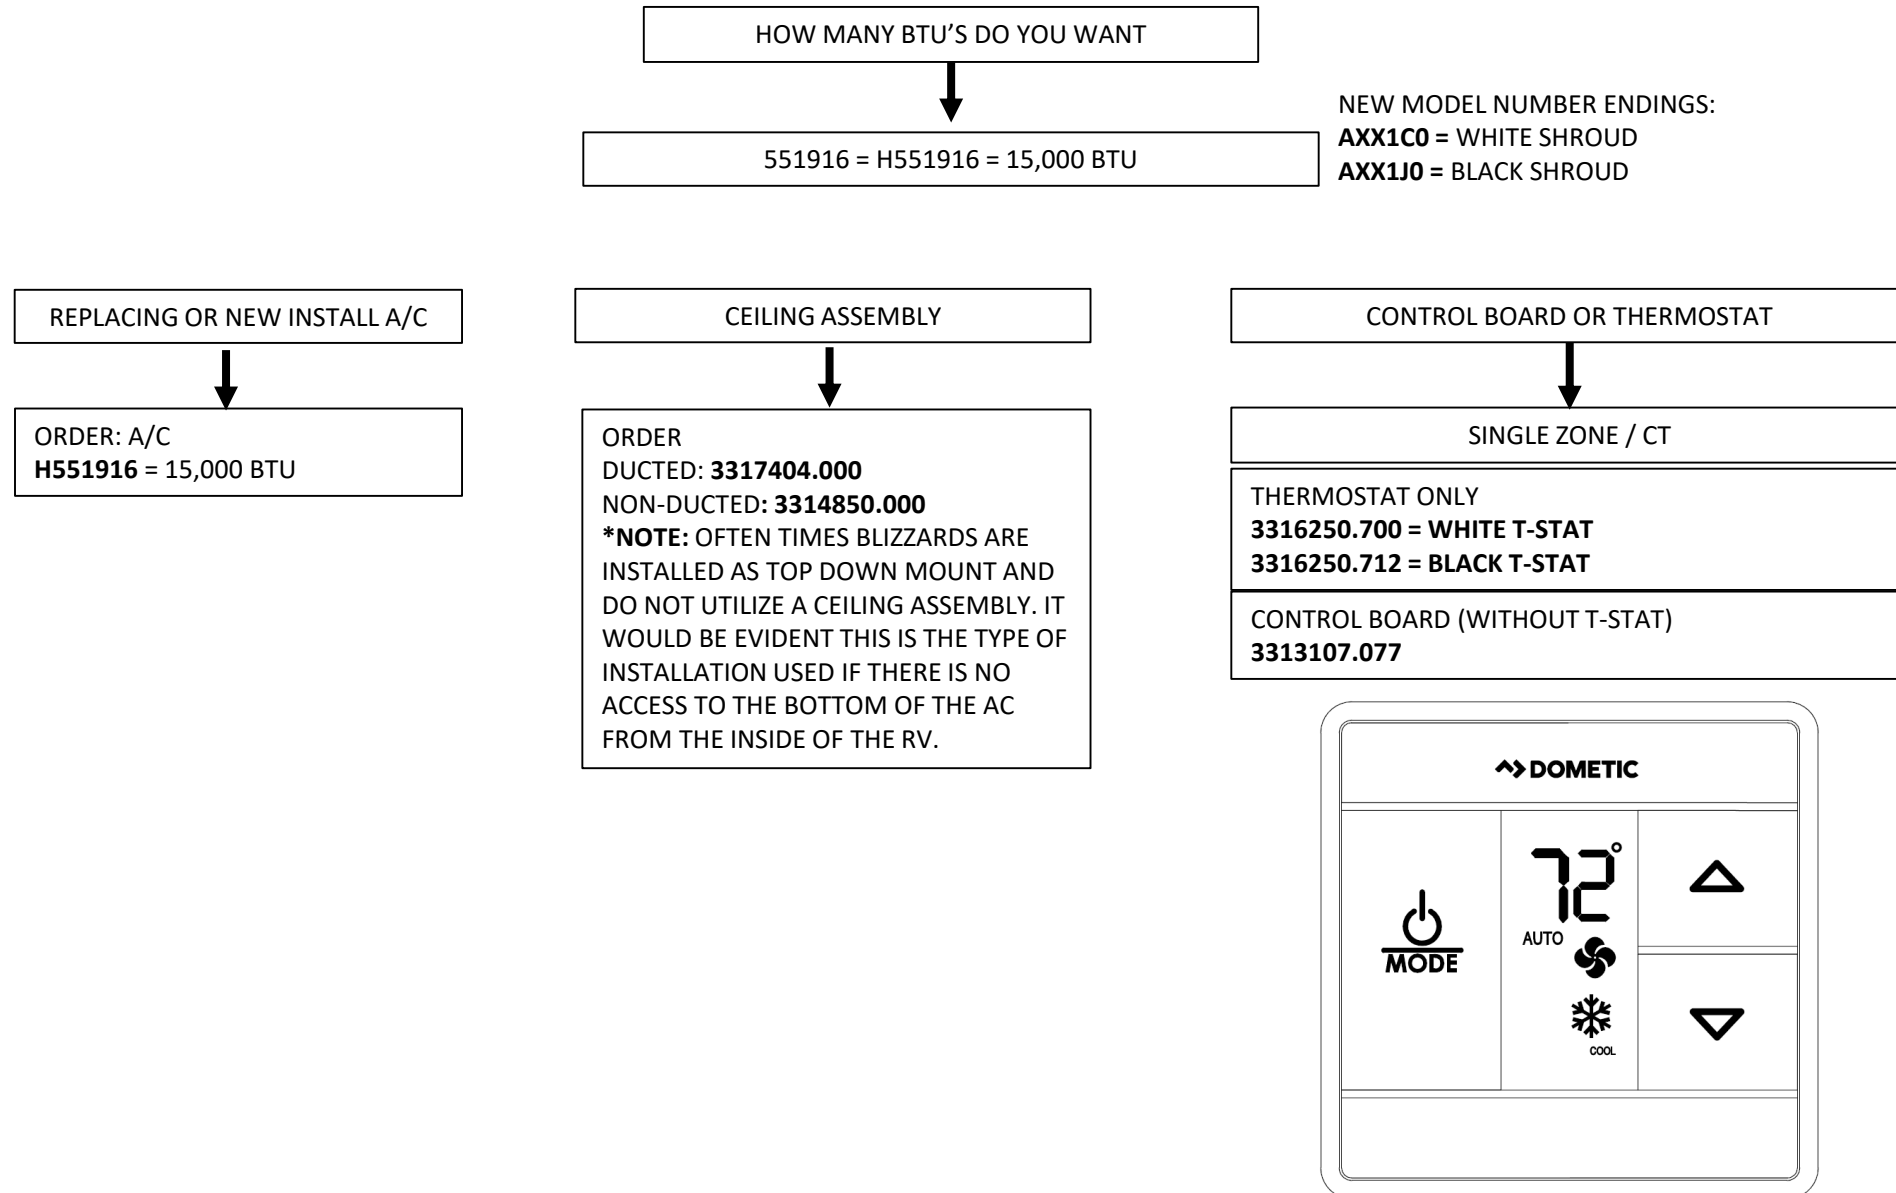 HOW MANY BTU’S DO YOU WANT
551916 = H551916 = 15,000 BTU
NEW MODEL NUMBER ENDINGS:
AXX1C0 = WHITE SHROUD
AXX1J0 = BLACK SHROUD
REPLACING OR NEW INSTALL A/C
ORDER: A/C
H551916 = 15,000 BTU
CEILING ASSEMBLY
ORDER
DUCTED: 3317404.000
NON-DUCTED: 3314850.000
*NOTE: OFTEN TIMES BLIZZARDS ARE
INSTALLED AS TOP DOWN MOUNT AND
DO NOT UTILIZE A CEILING ASSEMBLY. IT
WOULD BE EVIDENT THIS IS THE TYPE OF
INSTALLATION USED IF THERE IS NO
ACCESS TO THE BOTTOM OF THE AC
FROM THE INSIDE OF THE RV.
CONTROL BOARD OR THERMOSTAT
SINGLE ZONE / CT
THERMOSTAT ONLY
3316250.700 = WHITE T-STAT
3316250.712 = BLACK T-STAT
CONTROL BOARD (WITHOUT T-STAT)
3313107.077
DOMETIC
72°
AUTO
MODE
COOL